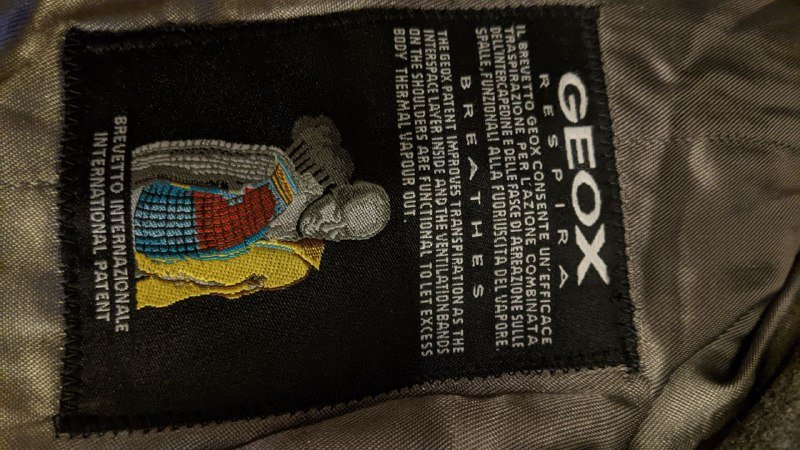 GEOX
RESPIRA
IL BREVETTO GEOX CONSENTE UN'EFFICACE
TRASPIRAZIONE PER L'AZIONE COMBINATA
DELL'INTERCAPEDINE E DELLE FASCE DI AERAZIONE SULLE
SPALLE, FUNZIONALI ALLA FUORIUSCITA DEL VAPORE.
BREATHES
THE GEOX PATENT IMPROVES TRANSPIRATION AS THE
INTERSPACE LAYER INSIDE AND THE VENTILATION BANDS
ON THE SHOULDERS ARE FUNCTIONAL TO LET EXCESS
BODY THERMAL VAPOUR OUT
BREVETTO INTERNAZIONALE
INTERNATIONAL PATENT